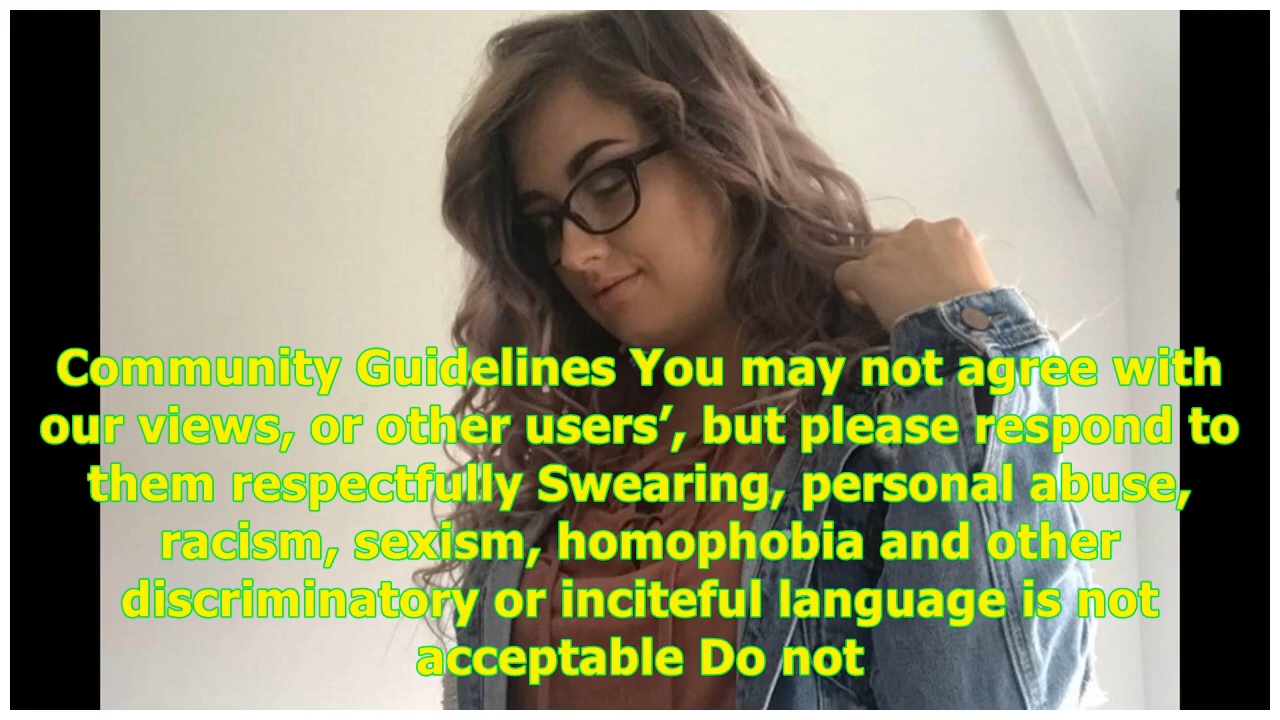 Community Guidelines You may not agree with
our views, or other users’, but please respond to
them respectfully Swearing, personal abuse,
racism, sexism, homophobia and other
discriminatory or inciteful language is not
acceptable Do not